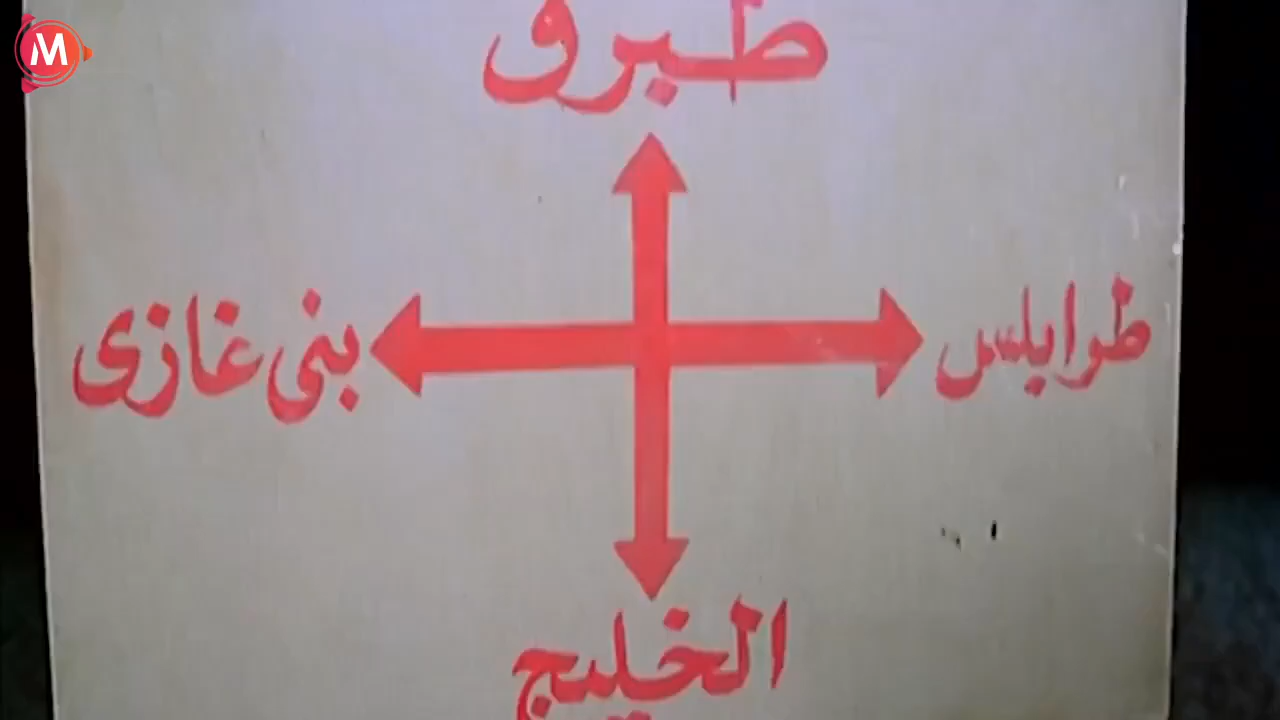 M
طبرق
بنى غازى
طرابلس
الخليج